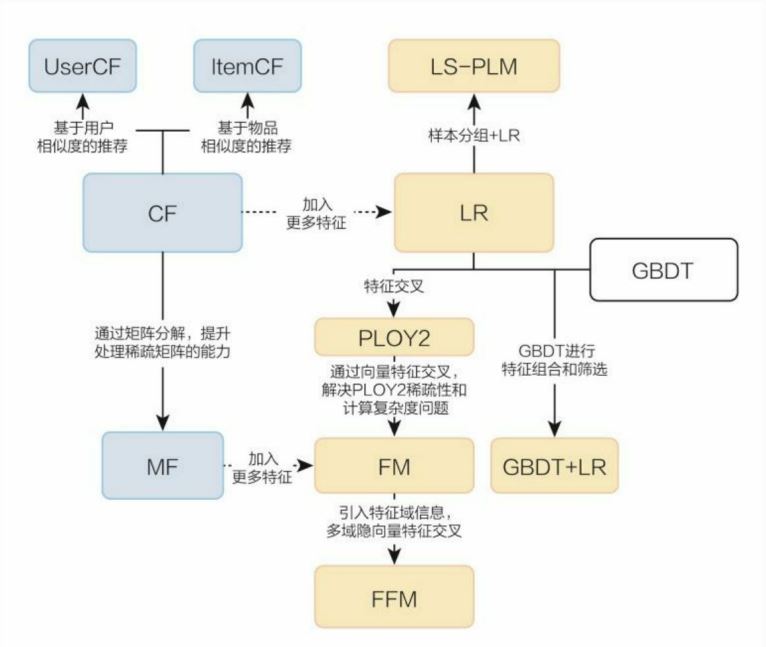 UserCF
ItemCF
LS-PLM
基于用户
相似度的推荐
基于物品
相似度的推荐
样本分组+LR
CF
加入
更多特征
LR
GBDT
特征交叉
PLOY2
通过矩阵分解，提升
处理稀疏矩阵的能力
GBDT进行
特征组合和筛选
通过向量特征交叉，
解决PLOY2稀疏性和
计算复杂度问题
MF
加入
更多特征
FM
GBDT+LR
引入特征域信息，
多域隐向量特征交叉
FFM